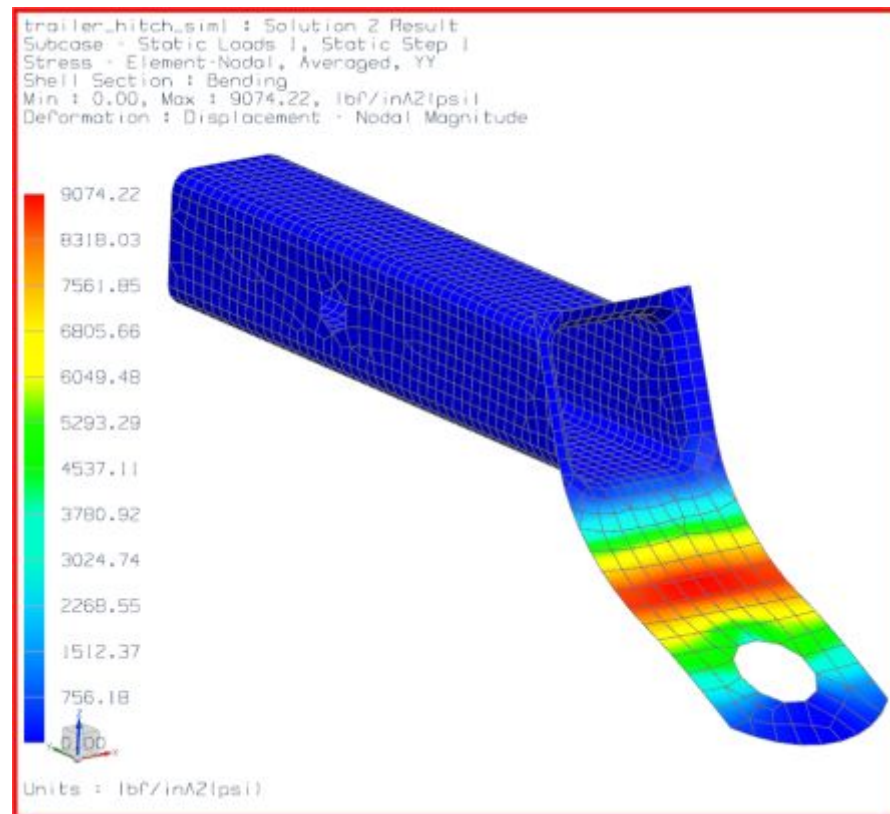 trailer_hitch_sim1 : Solution 2 Result
Subcase - Static Loads 1, Static Step 1
Stress - Element-Nodal, Averaged, YY
Shell Section : Bending
Min : 0.00, Max : 9074.22, lbf/in^2(psi)
Deformation : Displacement - Nodal Magnitude
9074.22
8318.03
7561.85
6805.66
6049.48
5293.29
4537.11
3780.92
3024.74
2268.55
1512.37
756.18
0.00
Z
Y
X
Units : lbf/in^2(psi)